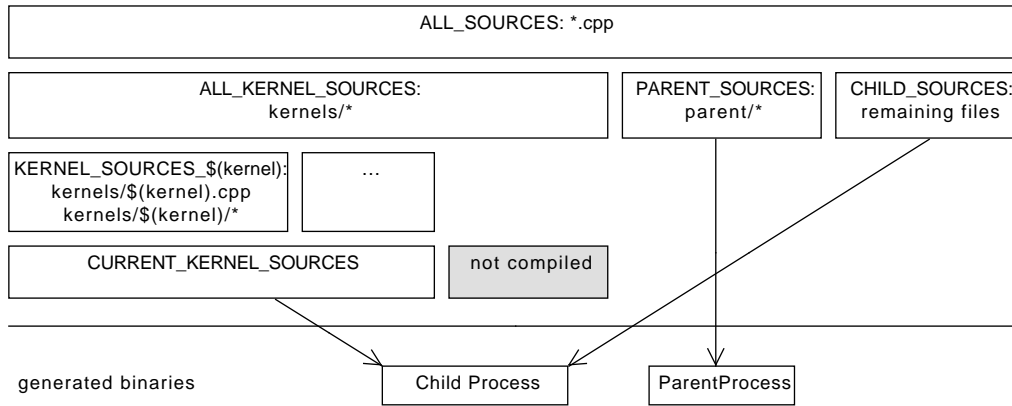 ALL_SOURCES: *.cpp
ALL_KERNEL_SOURCES:
kernels/*
PARENT_SOURCES:
parent/*
CHILD_SOURCES:
remaining files
KERNEL_SOURCES_$(kernel):
kernels/$(kernel).cpp
kernels/$(kernel)/*
...
CURRENT_KERNEL_SOURCES
not compiled
generated binaries
Child Process
ParentProcess